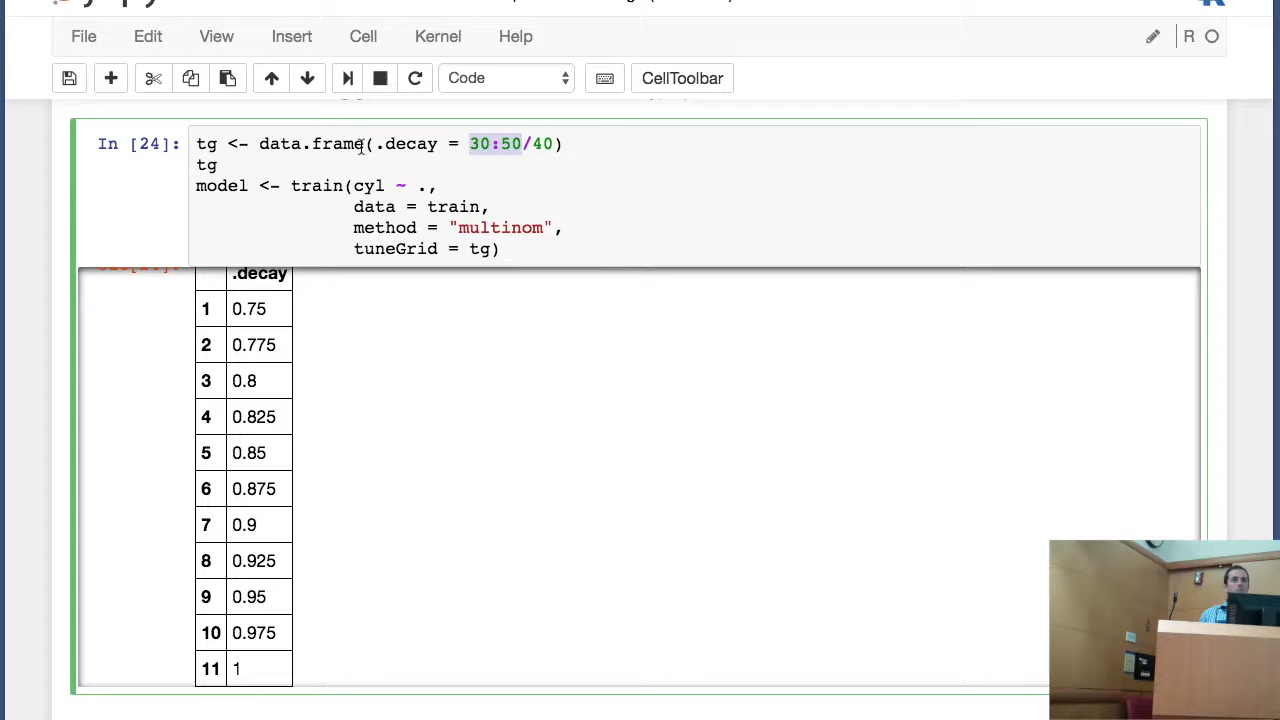 File Edit View Insert Cell Kernel Help R
Code CellToolbar
In [24]: tg <- data.frame(.decay = 30:50/40)
tg
model <- train(cyl ~ .,
data = train,
method = "multinom",
tuneGrid = tg)
.decay
1 0.75
2 0.775
3 0.8
4 0.825
5 0.85
6 0.875
7 0.9
8 0.925
9 0.95
10 0.975
11 1